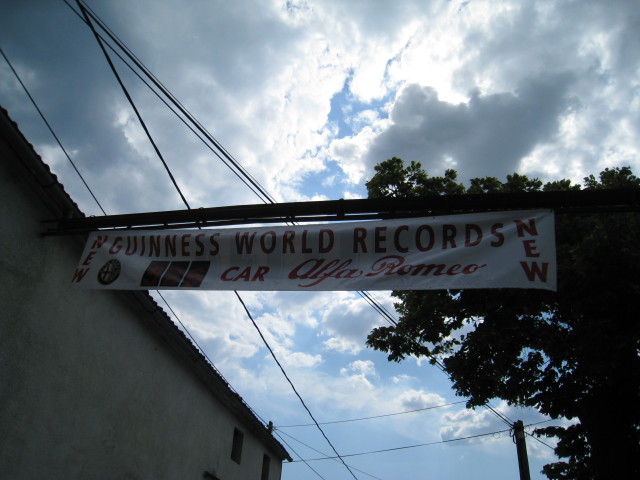 NEW
GUINNESS WORLD RECORDS
CAR Alfa Romeo
NEW